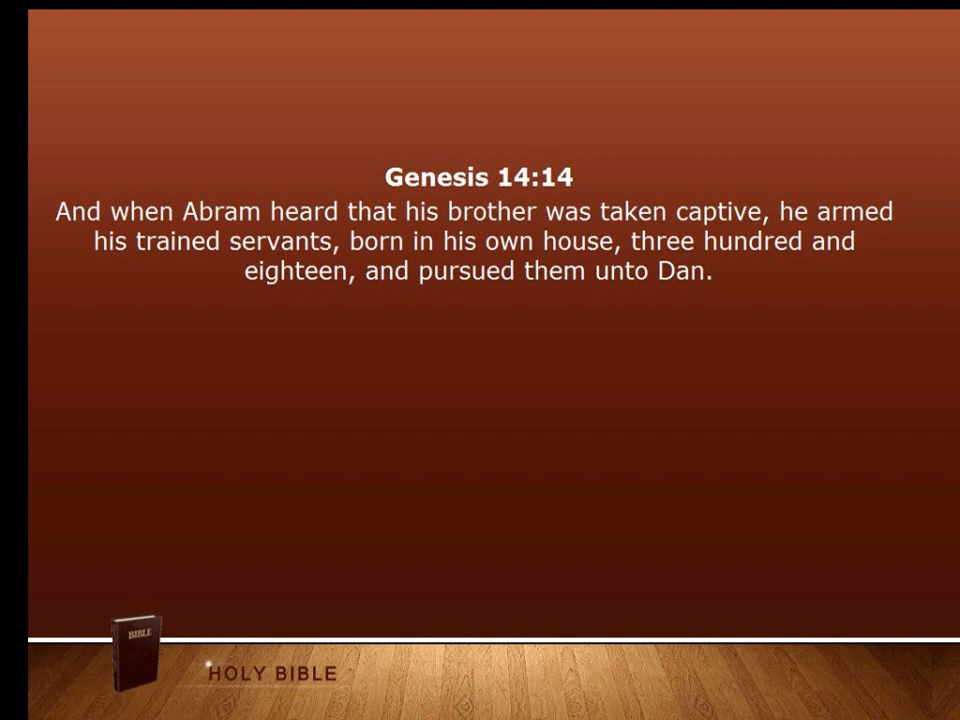 Genesis 14:14
And when Abram heard that his brother was taken captive, he armed
his trained servants, born in his own house, three hundred and
eighteen, and pursued them unto Dan.
BIBLE
HOLY BIBLE